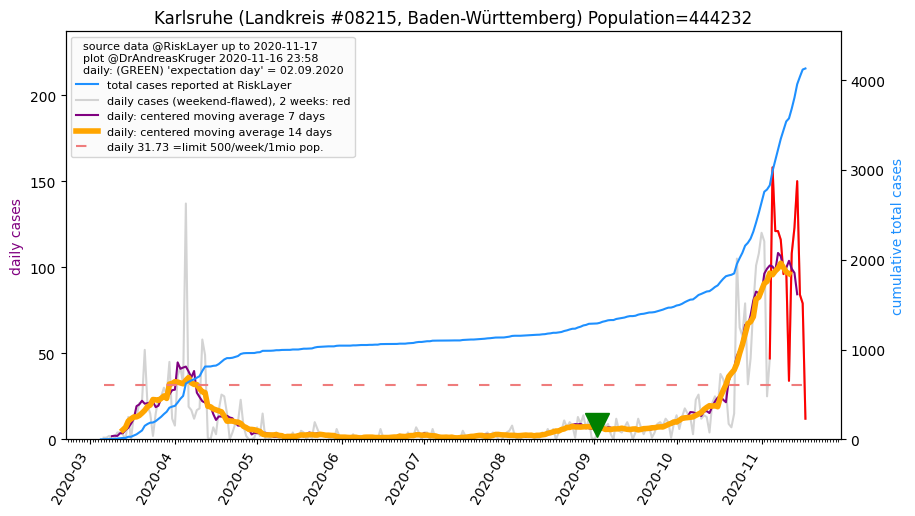 Karlsruhe (Landkreis #08215, Baden-Württemberg) Population=444232
source data @RiskLayer up to 2020-11-17
plot @DrAndreasKruger 2020-11-16 23:58
daily: (GREEN) 'expectation day' = 02.09.2020
total cases reported at RiskLayer
daily cases (weekend-flawed), 2 weeks: red
daily: centered moving average 7 days
daily: centered moving average 14 days
daily 31.73 =limit 500/week/1mio pop.
daily cases
200
150
100
50
0
cumulative total cases
4000
3000
2000
1000
0
2020-03
2020-04
2020-05
2020-06
2020-07
2020-08
2020-09
2020-10
2020-11